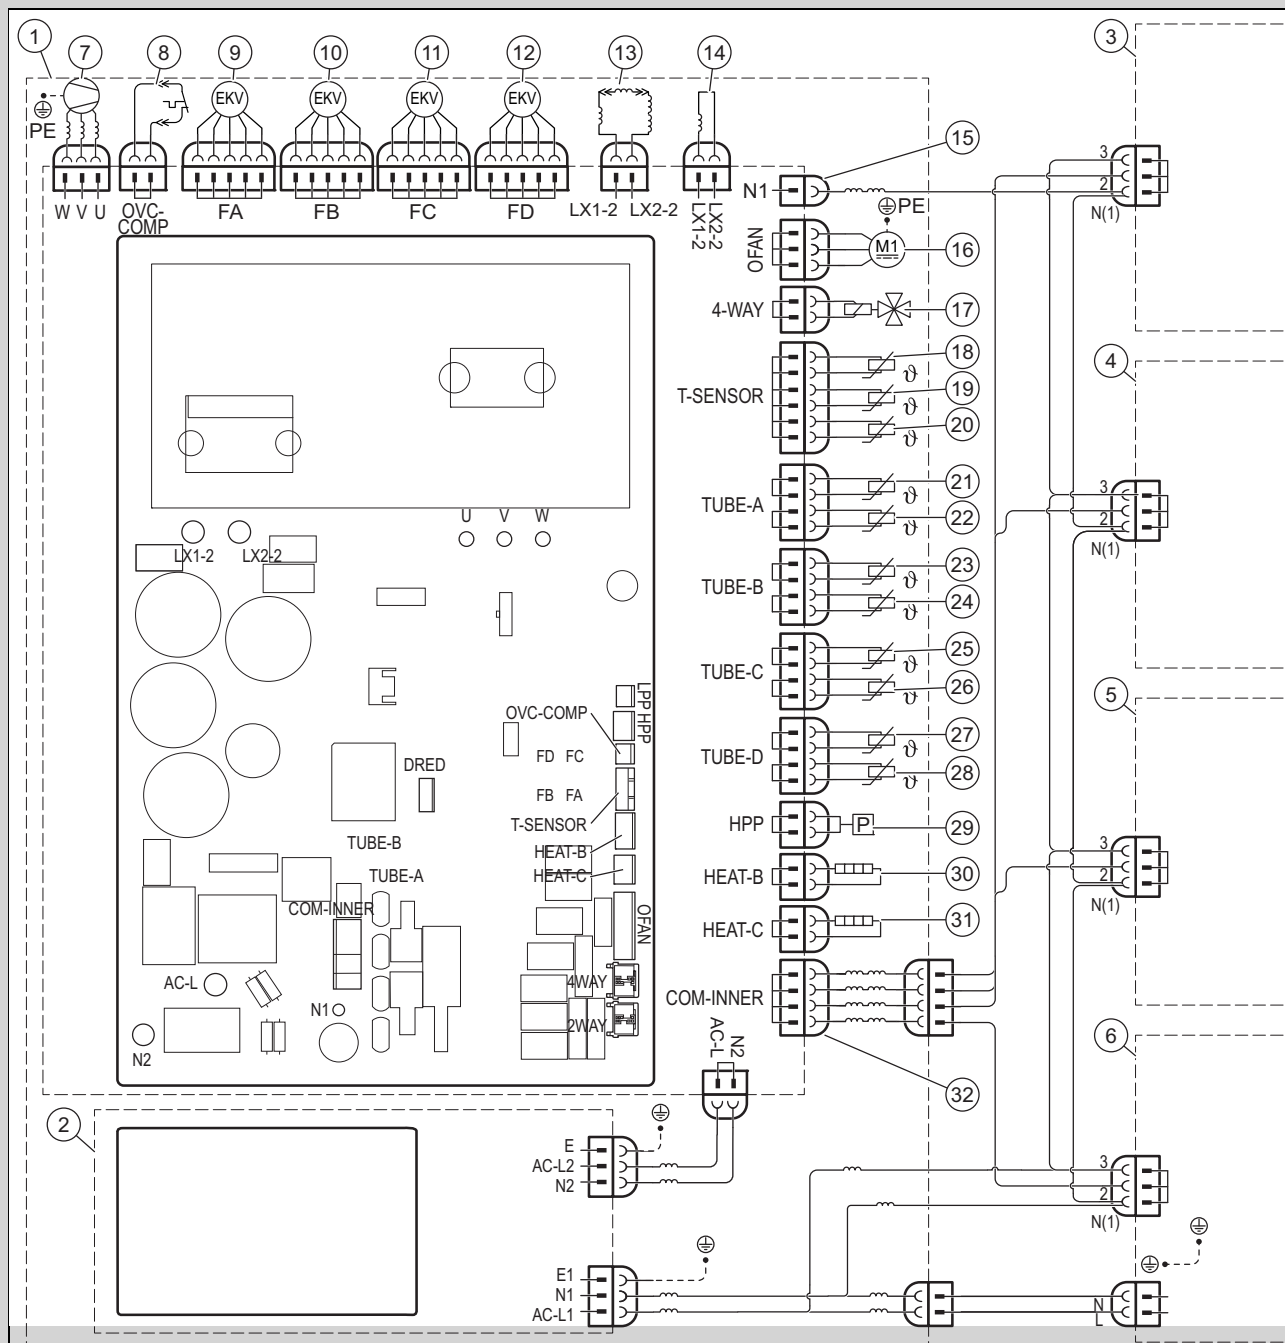 1
7
8
9
10
11
12
13
14
3
EKV
EKV
EKV
EKV
PE
15
3
2
N(1)
N1
W V U
OVC-
COMP
FA
FB
FC
FD
LX1-2
LX2-2
LX1-2
LX2-2
PE
OFAN
M1
16
4-WAY
17
4
18
ϑ
T-SENSOR
19
ϑ
20
ϑ
21
ϑ
TUBE-A
22
ϑ
3
2
N(1)
U
V
W
LX1-2
LX2-2
23
ϑ
TUBE-B
24
ϑ
25
ϑ
TUBE-C
26
ϑ
5
LPP
HPP
OVC-COMP
FD
FC
27
ϑ
TUBE-D
28
ϑ
DRED
FB
FA
T-SENSOR
HPP
P
29
TUBE-B
HEAT-B
3
2
N(1)
TUBE-A
HEAT-C
HEAT-B
30
COM-INNER
OFAN
HEAT-C
31
AC-L
4WAY
COM-INNER
N1
2WAY
N2
AC-L
N2
6
32
2
E
AC-L2
N2
3
2
N(1)
E1
N1
AC-L1
N
L